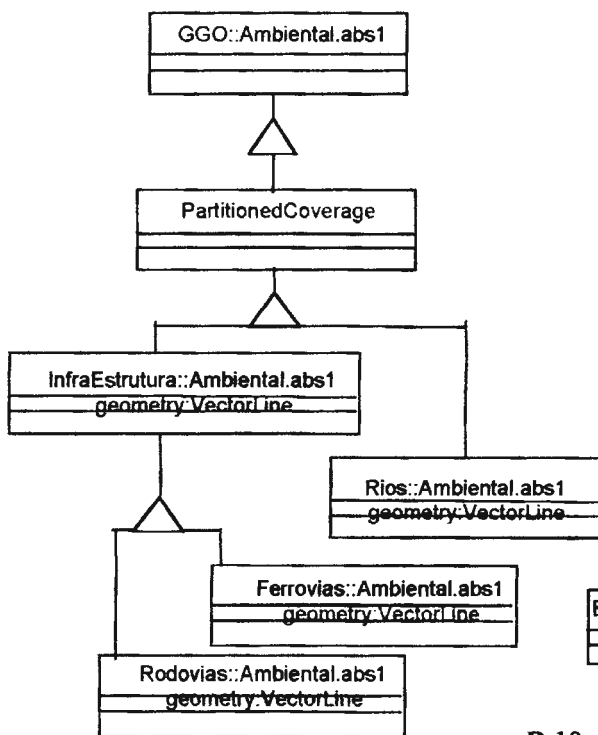 GGO::Ambiental.abs1
PartitionedCoverage
InfraEstrutura::Ambiental.abs1
geometry:VectorLine
Rios::Ambiental.abs1
geometry:VectorLine
Ferrovias::Ambiental.abs1
geometry:VectorLine
Rodovias::Ambiental.abs1
geometry:VectorLine